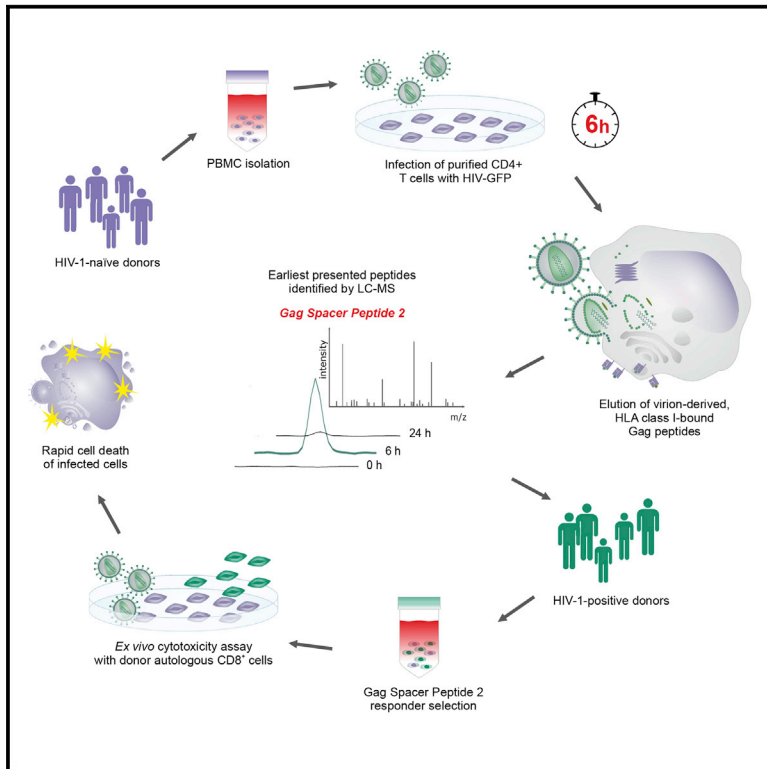 PBMC isolation
Infection of purified CD4+
T cells with HIV-GFP
6h
HIV-1-naïve donors
Earliest presented peptides
identified by LC-MS
Gag Spacer Peptide 2
intensity
m/z
24 h
6 h
0 h
Elution of virion-derived,
HLA class I-bound
Gag peptides
Rapid cell death
of infected cells
HIV-1-positive donors
Ex vivo cytotoxicity assay
with donor autologous CD8⁺ cells
Gag Spacer Peptide 2
responder selection